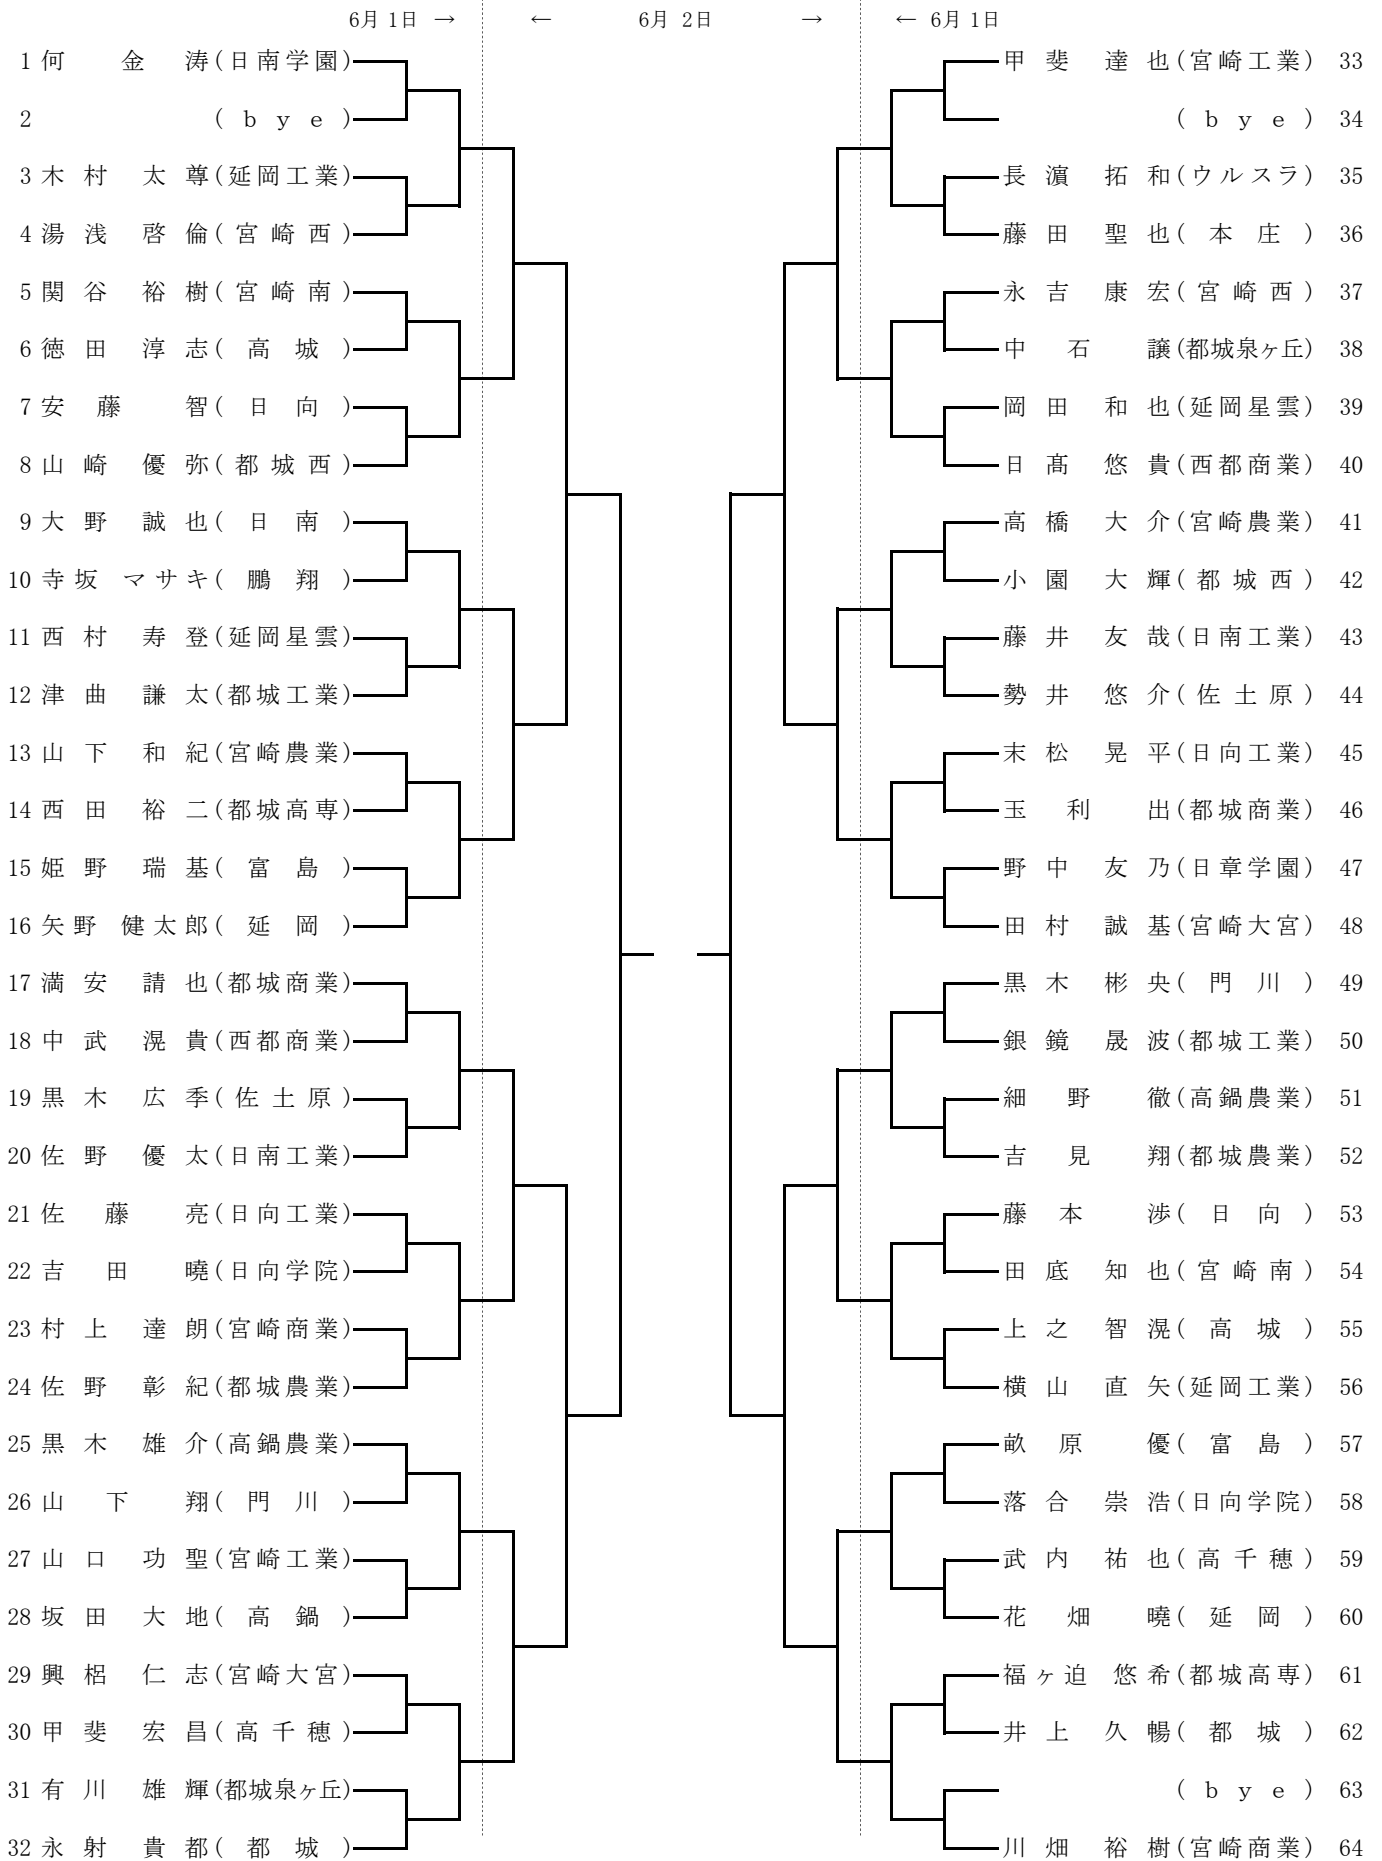 6月 1日 → ← 6月 2日 → ← 6月 1日
1 何 金 涛(日南学園)
2 (bye)
3 木村 太尊(延岡工業)
4 湯浅 啓倫(宮崎西)
5 関谷 裕樹(宮崎南)
6 徳田 淳志(高城)
7 安藤 智(日向)
8 山崎 優弥(都城西)
9 大野 誠也(日南)
10 寺坂 マサキ(鵬翔)
11 西村 寿登(延岡星雲)
12 津曲 謙太(都城工業)
13 山下 和紀(宮崎農業)
14 西田 裕二(都城高専)
15 姫野 瑞基(富島)
16 矢野 健太郎(延岡)
17 満安 請也(都城商業)
18 中武 滉貴(西都商業)
19 黒木 広季(佐土原)
20 佐野 優太(日南工業)
21 佐藤 亮(日向工業)
22 吉田 曉(日向学院)
23 村上 達朗(宮崎商業)
24 佐野 彰紀(都城農業)
25 黒木 雄介(高鍋農業)
26 山下 翔(門川)
27 山口 功聖(宮崎工業)
28 坂田 大地(高鍋)
29 興梠 仁志(宮崎大宮)
30 甲斐 宏昌(高千穂)
31 有川 雄輝(都城泉ヶ丘)
32 永射 貴都(都城)
甲斐 達也(宮崎工業) 33
(bye) 34
長濵 拓和(ウルスラ) 35
藤田 聖也(本庄) 36
永吉 康宏(宮崎西) 37
中石 譲(都城泉ヶ丘) 38
岡田 和也(延岡星雲) 39
日髙 悠貴(西都商業) 40
高橋 大介(宮崎農業) 41
小園 大輝(都城西) 42
藤井 友哉(日南工業) 43
勢井 悠介(佐土原) 44
末松 晃平(日向工業) 45
玉利 出(都城商業) 46
野中 友乃(日章学園) 47
田村 誠基(宮崎大宮) 48
黒木 彬央(門川) 49
銀鏡 晟波(都城工業) 50
細野 徹(高鍋農業) 51
吉見 翔(都城農業) 52
藤本 渉(日向) 53
田底 知也(宮崎南) 54
上之 智滉(高城) 55
横山 直矢(延岡工業) 56
畝原 優(富島) 57
落合 崇浩(日向学院) 58
武内 祐也(高千穂) 59
花畑 曉(延岡) 60
福ヶ迫 悠希(都城高専) 61
井上 久暢(都城) 62
(bye) 63
川畑 裕樹(宮崎商業) 64